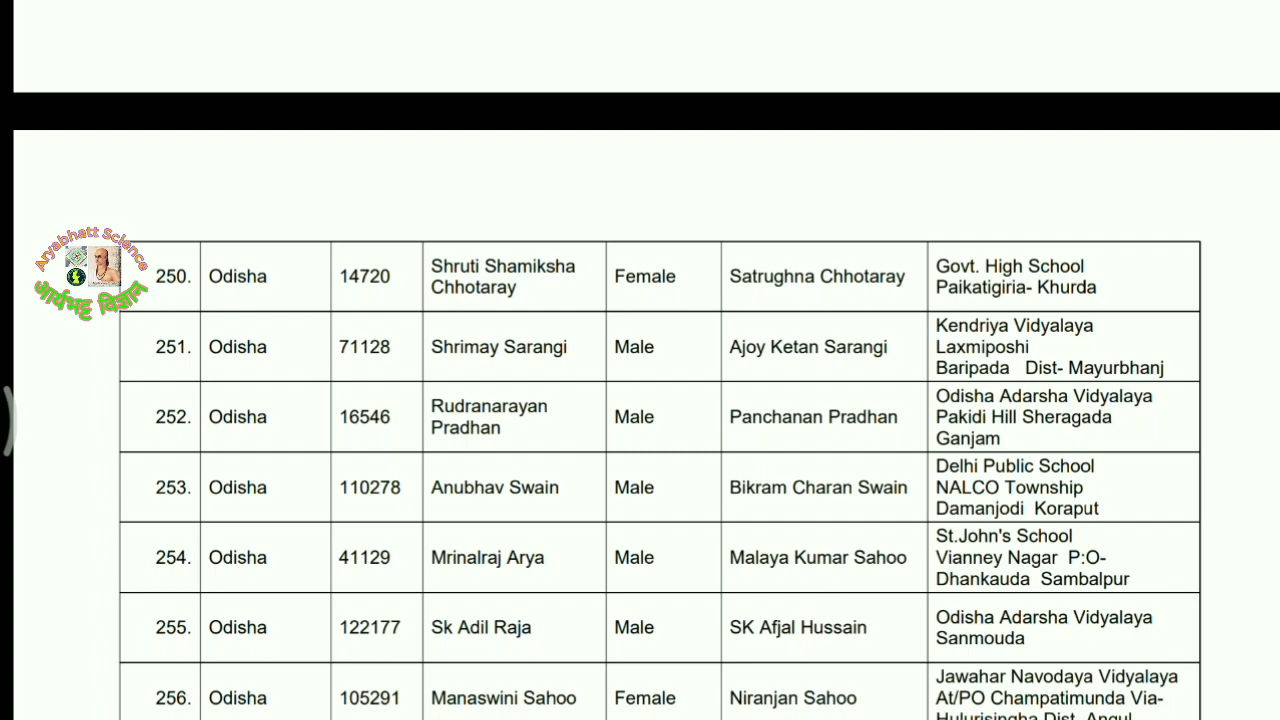 Aryabhatt Science
आर्यभट्ट विज्ञान
250. Odisha 14720 Shruti Shamiksha Chhotaray Female Satrughna Chhotaray Govt. High School
Paikatigiria- Khurda
251. Odisha 71128 Shrimay Sarangi Male Ajoy Ketan Sarangi Kendriya Vidyalaya
Laxmiposhi
Baripada Dist- Mayurbhanj
252. Odisha 16546 Rudranarayan Pradhan Male Panchanan Pradhan Odisha Adarsha Vidyalaya
Pakidi Hill Sheragada
Ganjam
253. Odisha 110278 Anubhav Swain Male Bikram Charan Swain Delhi Public School
NALCO Township
Damanjodi Koraput
254. Odisha 41129 Mrinalraj Arya Male Malaya Kumar Sahoo St.John's School
Vianney Nagar P:O-
Dhankauda Sambalpur
255. Odisha 122177 Sk Adil Raja Male SK Afjal Hussain Odisha Adarsha Vidyalaya
Sanmouda
256. Odisha 105291 Manaswini Sahoo Female Niranjan Sahoo Jawahar Navodaya Vidyalaya
At/PO Champatimunda Via-
Hulurisingha Dist- Angul